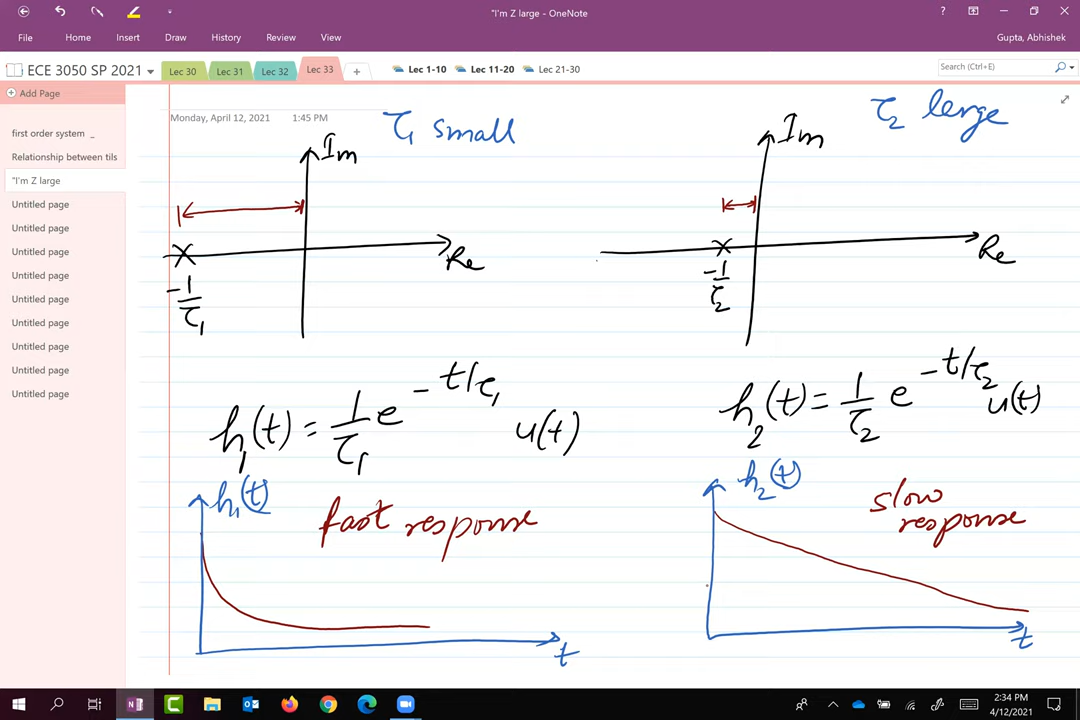 "I'm Z large - OneNote
?
File Home Insert Draw History Review View
Gupta, Abhishek
ECE 3050 SP 2021
Lec 30 Lec 31 Lec 32 Lec 33 +
Lec 1-10 Lec 11-20 Lec 21-30
Search (Ctrl+E)
Add Page
first order system _
Relationship between tils
"I'm Z large
Untitled page
Untitled page
Untitled page
Untitled page
Untitled page
Untitled page
Untitled page
Untitled page
Untitled page
Monday, April 12, 2021 1:45 PM
τ₁ small
τ₂ large
Im
Im
Re
Re
-1/τ₁
-1/τ₂
h₁(t) = 1/τ₁ e^(-t/τ₁) u(t)
h₂(t) = 1/τ₂ e^(-t/τ₂) u(t)
h₁(t)
h₂(t)
fast response
slow
response
t
t
2:34 PM
4/12/2021